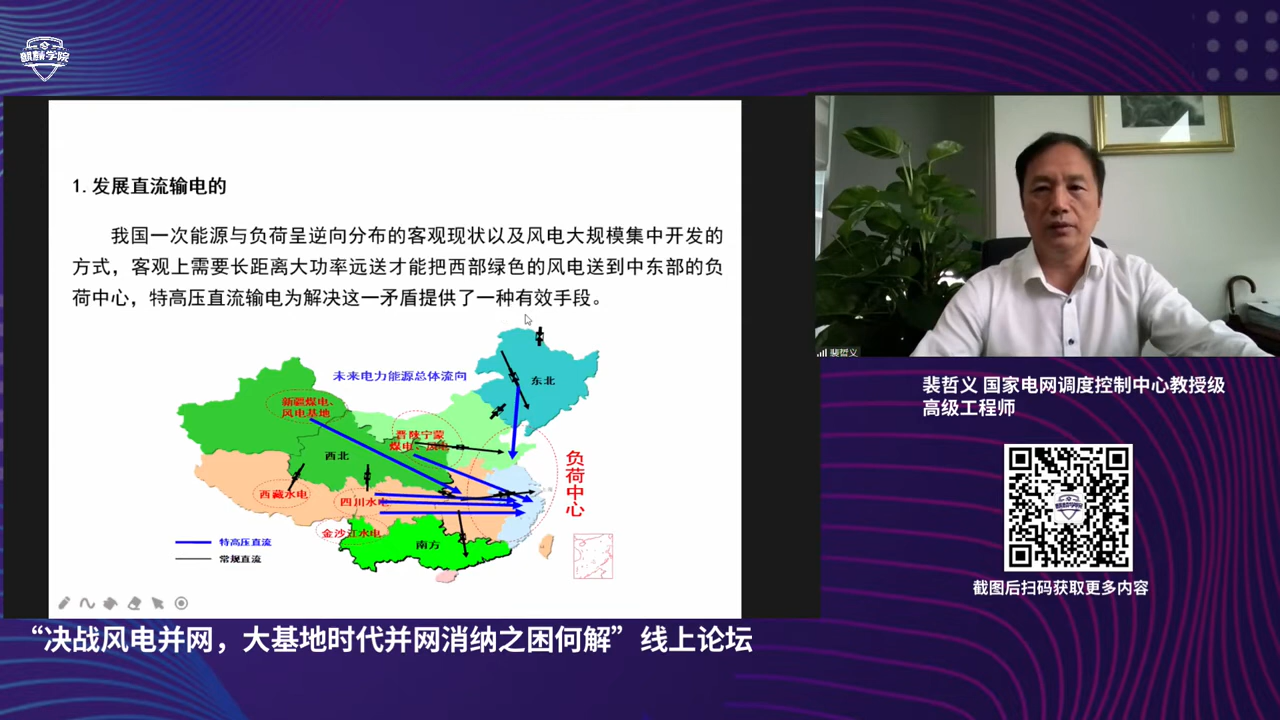 麒麟学院
1. 发展直流输电的
我国一次能源与负荷呈逆向分布的客观现状以及风电大规模集中开发的
方式，客观上需要长距离大功率远送才能把西部绿色的风电送到中东部的负
荷中心，特高压直流输电为解决这一矛盾提供了一种有效手段。
未来电力能源总体流向
东北
新疆煤电、
风电基地
晋陕宁蒙
煤电、风电
西北
负荷中心
西藏水电
四川水电
金沙江水电
南方
特高压直流
常规直流
裴哲义
裴哲义 国家电网调度控制中心教授级
高级工程师
麒麟学院
截图后扫码获取更多内容
“决战风电并网，大基地时代并网消纳之困何解”线上论坛